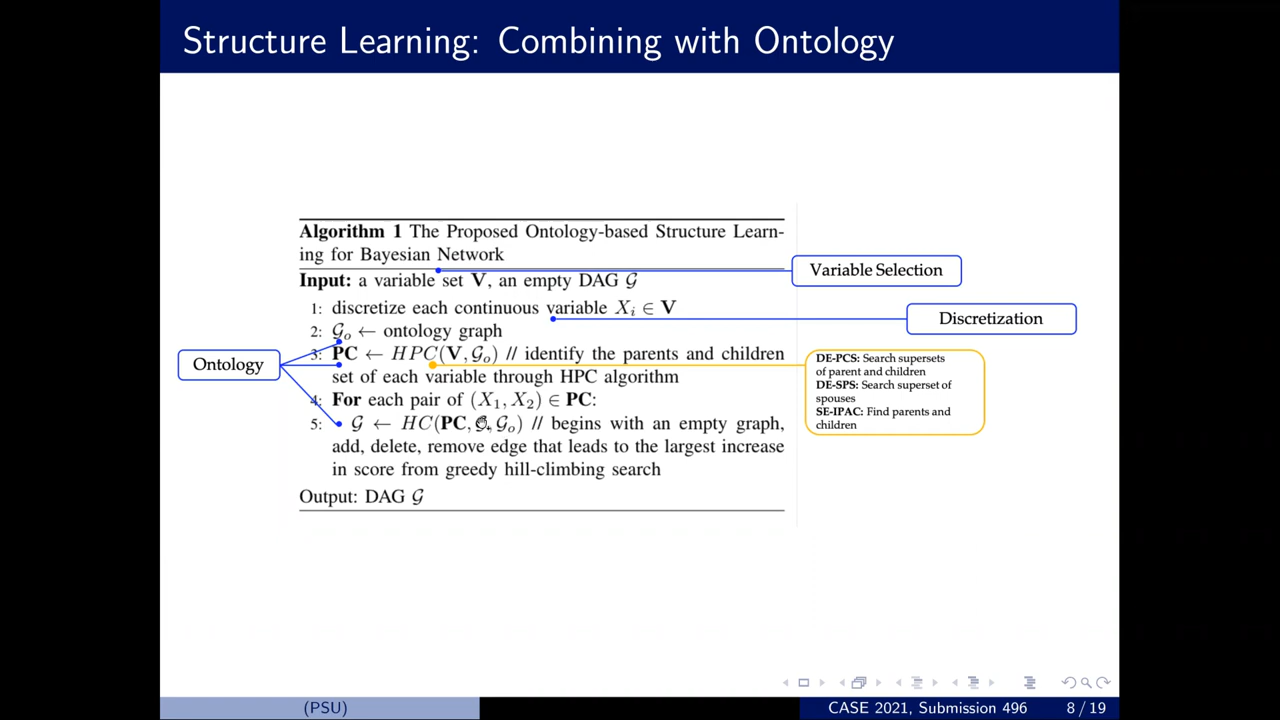 Structure Learning: Combining with Ontology
Algorithm 1 The Proposed Ontology-based Structure Learn-
ing for Bayesian Network
Input: a variable set V, an empty DAG 𝒢
1: discretize each continuous variable Xᵢ ∈ V
2: 𝒢ₒ ← ontology graph
3: PC ← HPC(V, 𝒢ₒ) // identify the parents and children
set of each variable through HPC algorithm
4: For each pair of (X₁, X₂) ∈ PC:
5: 𝒢 ← HC(PC, 𝒢, 𝒢ₒ) // begins with an empty graph,
add, delete, remove edge that leads to the largest increase
in score from greedy hill-climbing search
Output: DAG 𝒢
Ontology
Variable Selection
Discretization
DE-PCS: Search supersets
of parent and children
DE-SPS: Search superset of
spouses
SE-IPAC: Find parents and
children
(PSU)
CASE 2021, Submission 496
8 / 19